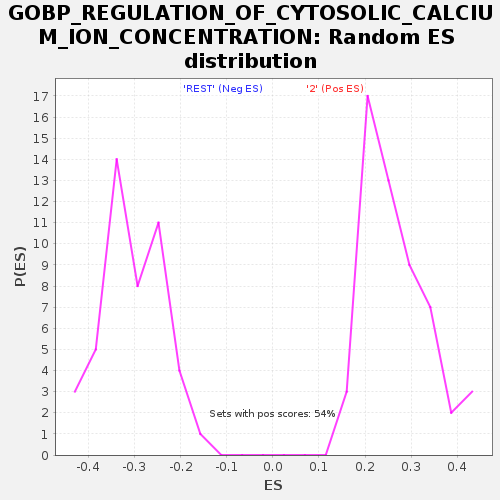 GOBP_REGULATION_OF_CYTOSOLIC_CALCIU
M_ION_CONCENTRATION: Random ES
distribution
'REST' (Neg ES) '2' (Pos ES)
17
16
15
14
13
12
11
10
9
8
7
6
5
4
3
2
1
0
P(ES)
Sets with pos scores: 54%
-0.4 -0.3 -0.2 -0.1 0.0 0.1 0.2 0.3 0.4
ES